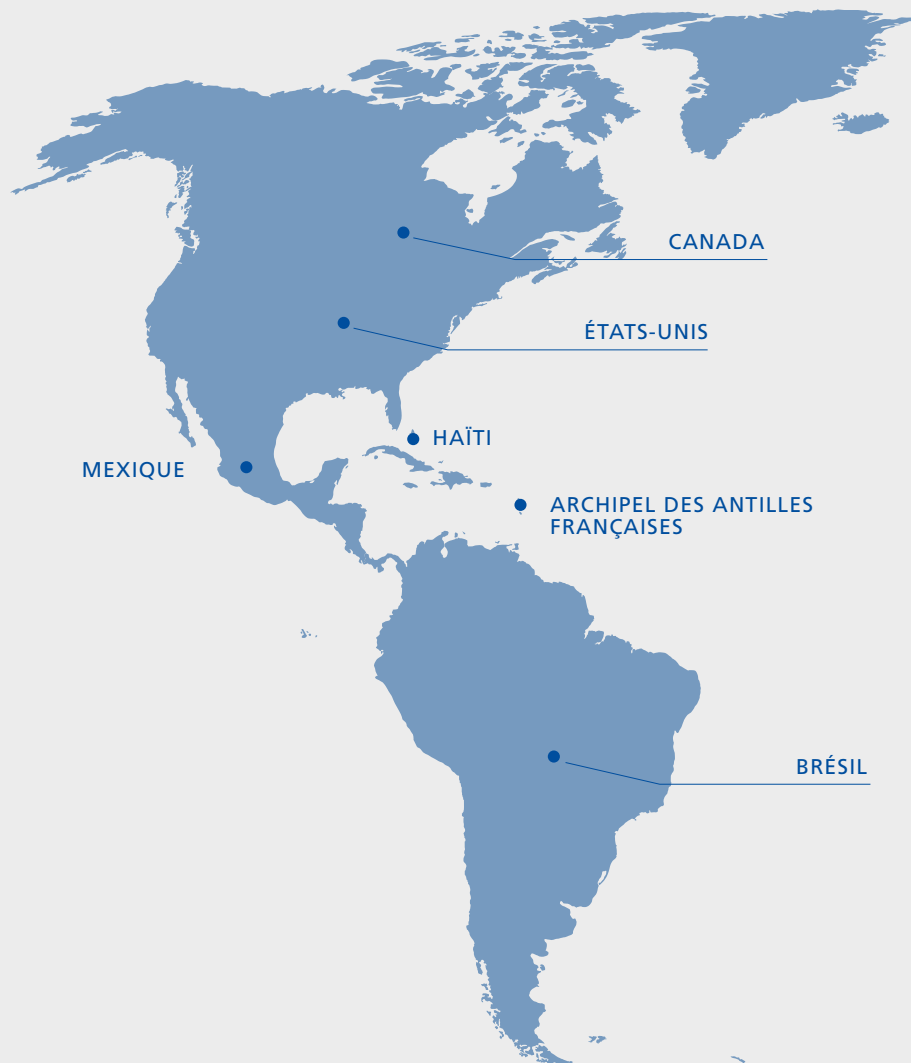 CANADA
ÉTATS-UNIS
HAÏTI
MEXIQUE
ARCHIPEL DES ANTILLES
FRANÇAISES
BRÉSIL